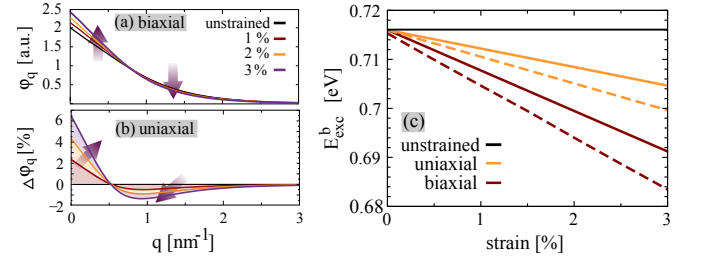 φq [a.u.]
2.5
2
1.5
1
0.5
(a) biaxial
unstrained
1 %
2 %
3 %
Δφq [%]
6
4
2
0
−2
(b) uniaxial
0
1
2
3
q [nm⁻¹]
E^b_exc [eV]
0.72
0.71
0.7
0.69
0.68
(c)
unstrained
uniaxial
biaxial
0
1
2
3
strain [%]